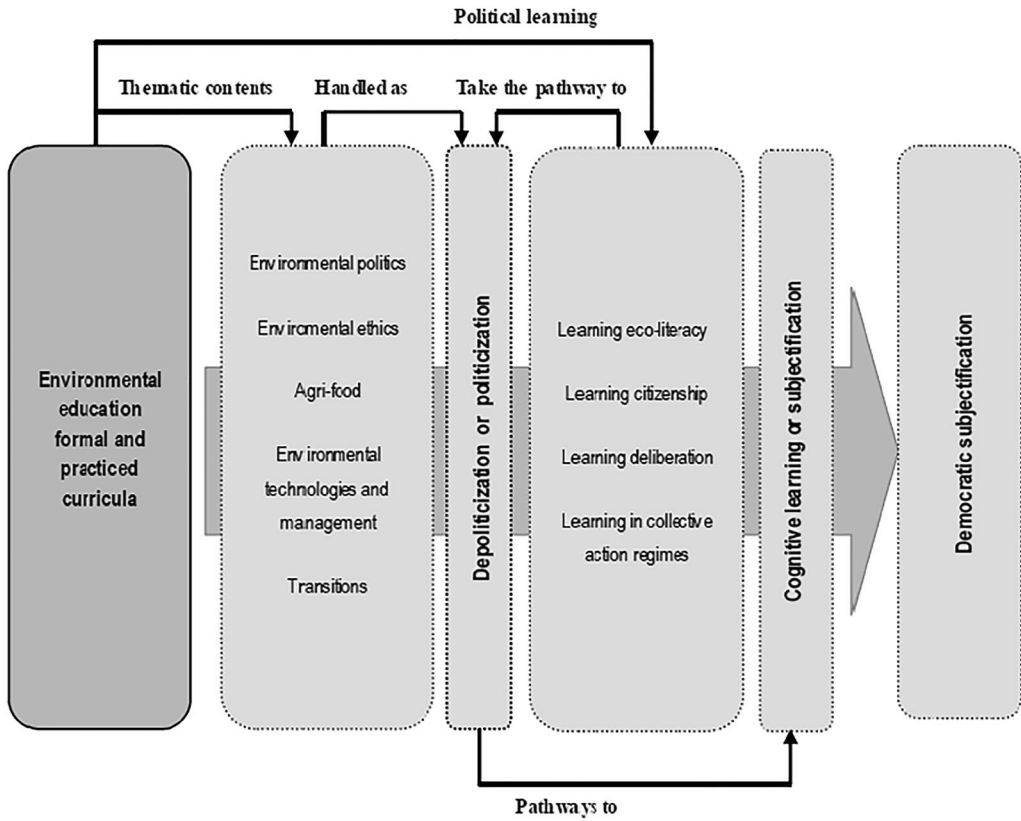 Political learning
Thematic contents
Handled as
Take the pathway to
Environmental
education
formal and
practiced
curricula
Environmental politics
Enviromental ethics
Agri-food
Environmental
technologies and
management
Transitions
Depoliticization or politicization
Learning eco-literacy
Learning citizenship
Learning deliberation
Learning in collective
action regimes
Cognitive learning or subjectification
Democratic subjectification
Pathways to